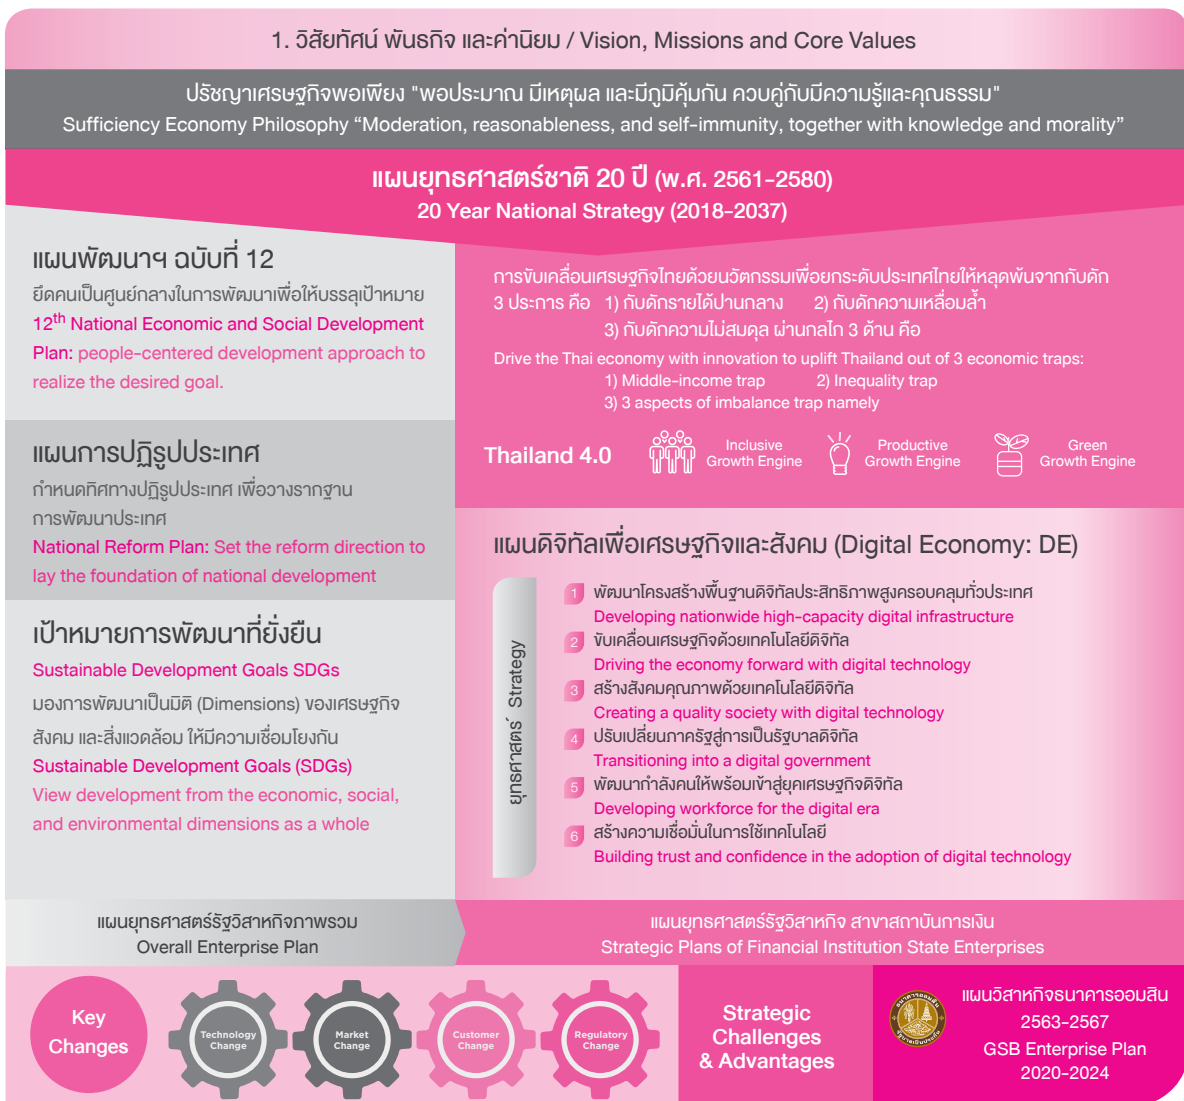 1. วิสัยทัศน์ พันธกิจ และค่านิยม / Vision, Missions and Core Values
ปรัชญาเศรษฐกิจพอเพียง "พอประมาณ มีเหตุผล และมีภูมิคุ้มกัน ควบคู่กับมีความรู้และคุณธรรม"
Sufficiency Economy Philosophy “Moderation, reasonableness, and self-immunity, together with knowledge and morality”
แผนยุทธศาสตร์ชาติ 20 ปี (พ.ศ. 2561-2580)
20 Year National Strategy (2018-2037)
แผนพัฒนาฯ ฉบับที่ 12
ยึดคนเป็นศูนย์กลางในการพัฒนาเพื่อให้บรรลุเป้าหมาย
12th National Economic and Social Development
Plan: people-centered development approach to
realize the desired goal.
แผนการปฏิรูปประเทศ
กำหนดทิศทางปฏิรูปประเทศ เพื่อวางรากฐาน
การพัฒนาประเทศ
National Reform Plan: Set the reform direction to
lay the foundation of national development
เป้าหมายการพัฒนาที่ยั่งยืน
Sustainable Development Goals SDGs
มองการพัฒนาเป็นมิติ (Dimensions) ของเศรษฐกิจ
สังคม และสิ่งแวดล้อม ให้มีความเชื่อมโยงกัน
Sustainable Development Goals (SDGs)
View development from the economic, social,
and environmental dimensions as a whole
การขับเคลื่อนเศรษฐกิจไทยด้วยนวัตกรรมเพื่อยกระดับประเทศไทยให้หลุดพ้นจากกับดัก
3 ประการ คือ 1) กับดักรายได้ปานกลาง 2) กับดักความเหลื่อมล้ำ
3) กับดักความไม่สมดุล ผ่านกลไก 3 ด้าน คือ
Drive the Thai economy with innovation to uplift Thailand out of 3 economic traps:
1) Middle-income trap 2) Inequality trap
3) 3 aspects of imbalance trap namely
Thailand 4.0
Inclusive
Growth Engine
Productive
Growth Engine
Green
Growth Engine
แผนดิจิทัลเพื่อเศรษฐกิจและสังคม (Digital Economy: DE)
ยุทธศาสตร์ Strategy
1 พัฒนาโครงสร้างพื้นฐานดิจิทัลประสิทธิภาพสูงครอบคลุมทั่วประเทศ
Developing nationwide high-capacity digital infrastructure
2 ขับเคลื่อนเศรษฐกิจด้วยเทคโนโลยีดิจิทัล
Driving the economy forward with digital technology
3 สร้างสังคมคุณภาพด้วยเทคโนโลยีดิจิทัล
Creating a quality society with digital technology
4 ปรับเปลี่ยนภาครัฐสู่การเป็นรัฐบาลดิจิทัล
Transitioning into a digital government
5 พัฒนากำลังคนให้พร้อมเข้าสู่ยุคเศรษฐกิจดิจิทัล
Developing workforce for the digital era
6 สร้างความเชื่อมั่นในการใช้เทคโนโลยี
Building trust and confidence in the adoption of digital technology
แผนยุทธศาสตร์รัฐวิสาหกิจภาพรวม
Overall Enterprise Plan
แผนยุทธศาสตร์รัฐวิสาหกิจ สาขาสถาบันการเงิน
Strategic Plans of Financial Institution State Enterprises
Key
Changes
Technology
Change
Market
Change
Customer
Change
Regulatory
Change
Strategic
Challenges
& Advantages
ธนาคารออมสิน
รัฐบาลเป็นประกัน
แผนวิสาหกิจธนาคารออมสิน
2563-2567
GSB Enterprise Plan
2020-2024